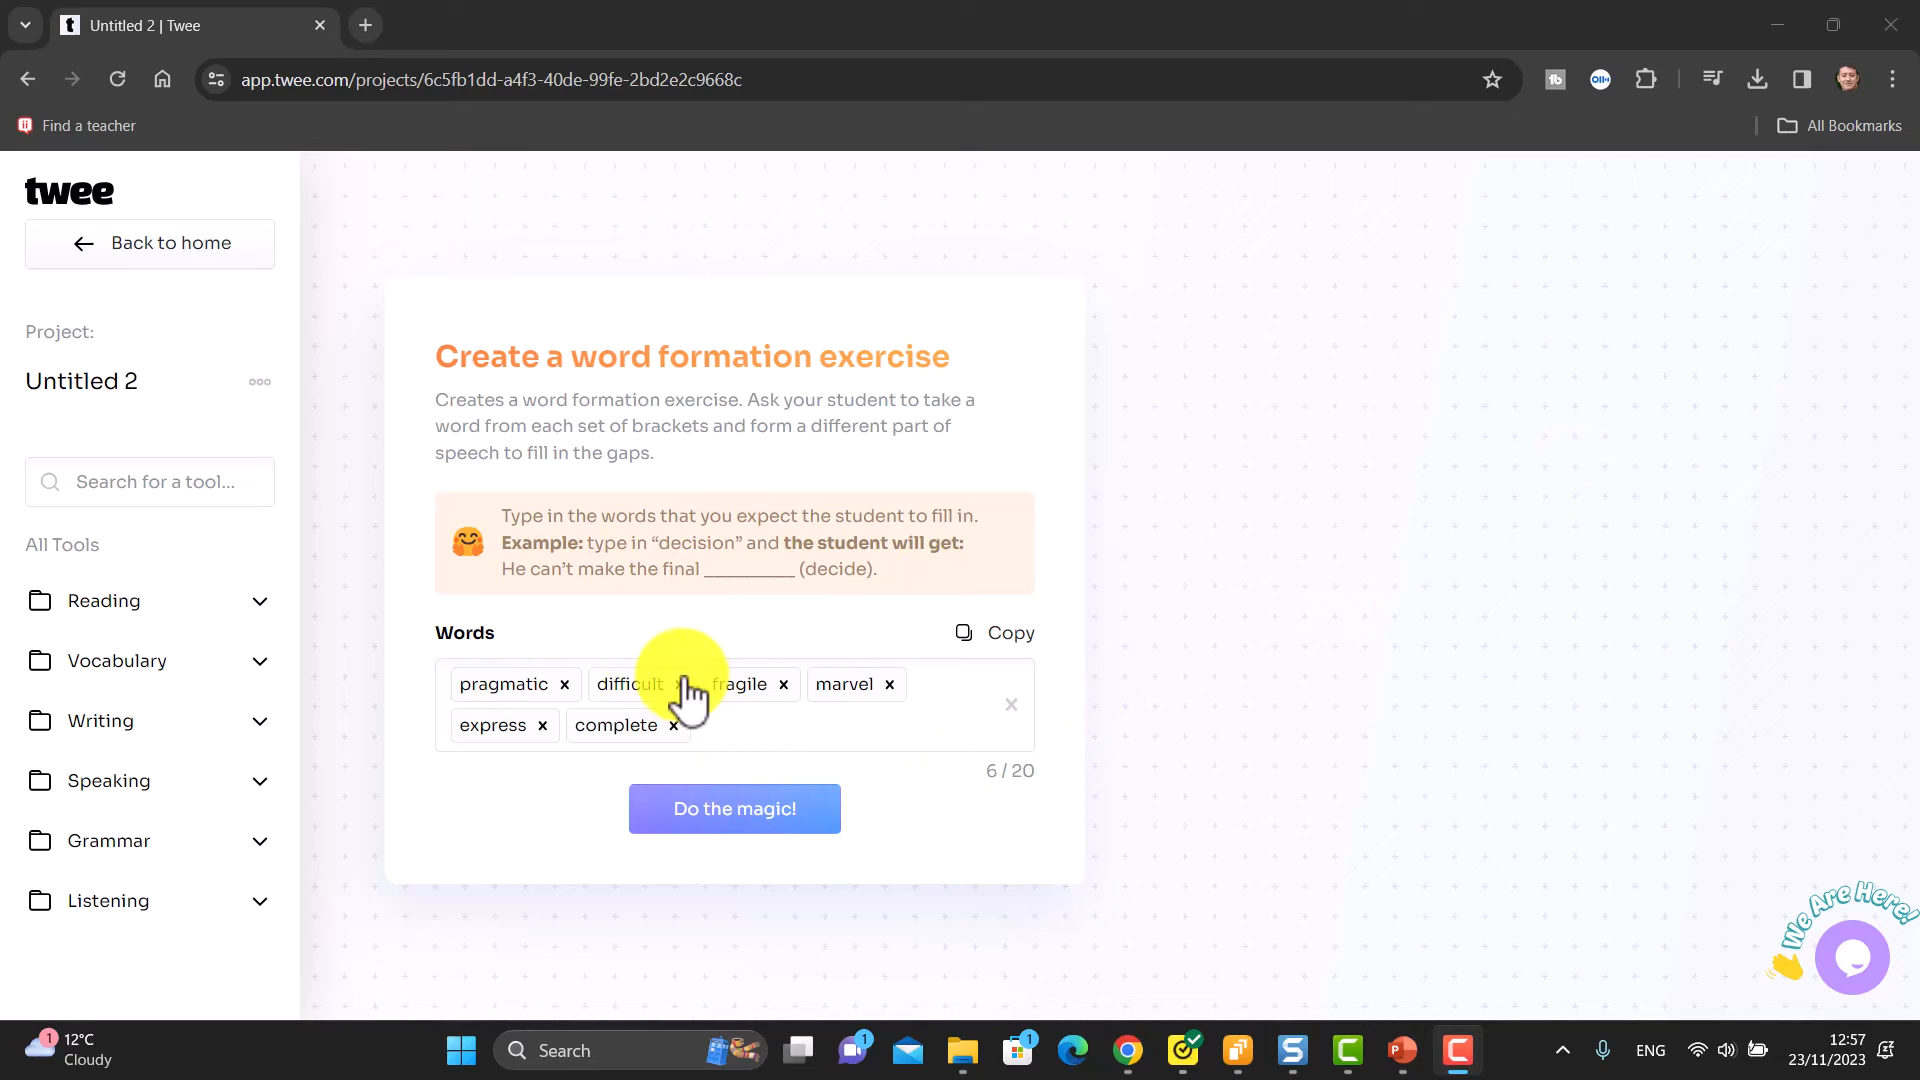 Untitled 2 | Twee
app.twee.com/projects/6c5fb1dd-a4f3-40de-99fe-2bd2e2c9668c
Find a teacher
All Bookmarks
twee
Back to home
Project:
Untitled 2
Search for a tool...
All Tools
Reading
Vocabulary
Writing
Speaking
Grammar
Listening
Create a word formation exercise
Creates a word formation exercise. Ask your student to take a
word from each set of brackets and form a different part of
speech to fill in the gaps.
Type in the words that you expect the student to fill in.
Example: type in “decision” and the student will get:
He can’t make the final _________ (decide).
Words
Copy
pragmatic difficult fragile marvel
express complete
6 / 20
Do the magic!
We Are Here!
1
12°C
Cloudy
Search
1
1
ENG
12:57
23/11/2023